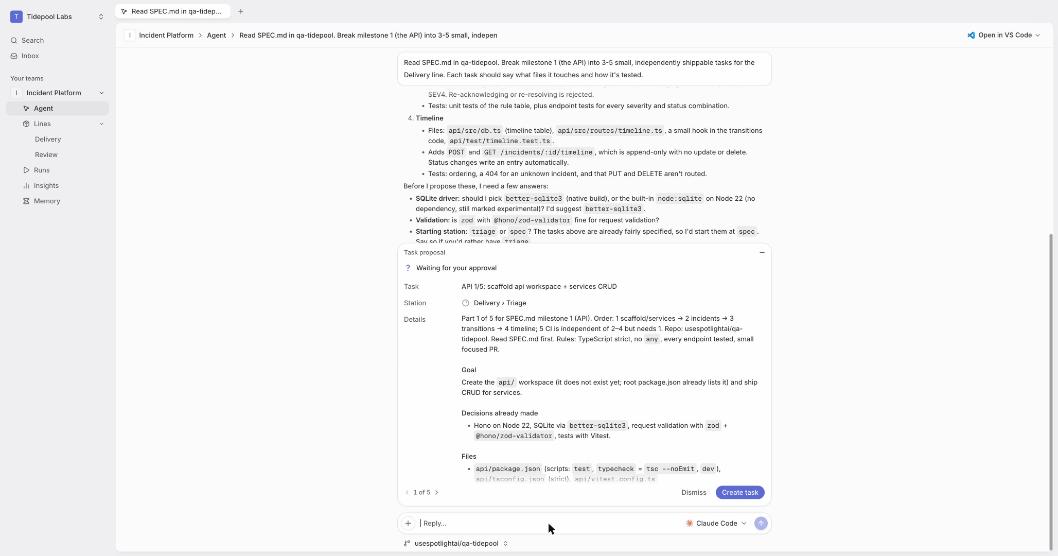 T Tidepool Labs
Read SPEC.md in qa-tidep...
Search
Inbox
Your teams
I Incident Platform
Agent
Lines
Delivery
Review
Runs
Insights
Memory
I Incident Platform > Agent > Read SPEC.md in qa-tidepool. Break milestone 1 (the API) into 3-5 small, indepen
Open in VS Code
Read SPEC.md in qa-tidepool. Break milestone 1 (the API) into 3-5 small, independently shippable tasks for the
Delivery line. Each task should say what files it touches and how it's tested.
SEV4. Re-acknowledging or re-resolving is rejected.
• Tests: unit tests of the rule table, plus endpoint tests for every severity and status combination.
4. Timeline
• Files: api/src/db.ts (timeline table), api/src/routes/timeline.ts, a small hook in the transitions
code, api/test/timeline.test.ts.
• Adds POST and GET /incidents/:id/timeline, which is append-only with no update or delete.
Status changes write an entry automatically.
• Tests: ordering, a 404 for an unknown incident, and that PUT and DELETE aren't routed.
Before I propose these, I need a few answers:
• SQLite driver: should I pick better-sqlite3 (native build), or the built-in node:sqlite on Node 22 (no
dependency, still marked experimental)? I'd suggest better-sqlite3.
• Validation: is zod with @hono/zod-validator fine for request validation?
• Starting station: triage or spec? The tasks above are already fairly specified, so I'd start them at spec.
Say so if you'd rather have triage.
Task proposal
? Waiting for your approval
Task API 1/5: scaffold api workspace + services CRUD
Station Delivery › Triage
Details Part 1 of 5 for SPEC.md milestone 1 (API). Order: 1 scaffold/services → 2 incidents → 3
transitions → 4 timeline; 5 CI is independent of 2–4 but needs 1. Repo: usespotlightai/qa-
tidepool. Read SPEC.md first. Rules: TypeScript strict, no any, every endpoint tested, small
focused PR.
Goal
Create the api/ workspace (it does not exist yet; root package.json already lists it) and ship
CRUD for services.
Decisions already made
• Hono on Node 22, SQLite via better-sqlite3, request validation with zod +
@hono/zod-validator, tests with Vitest.
Files
• api/package.json (scripts: test, typecheck = tsc --noEmit, dev),
api/tsconfig.json (strict), api/vitest.config.ts
1 of 5
Dismiss
Create task
Reply...
Claude Code
usespotlightai/qa-tidepool